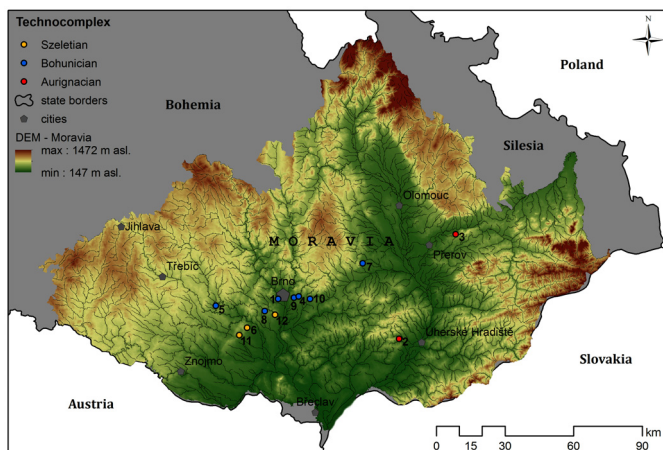 Technocomplex
Szeletian
Bohunician
Aurignacian
state borders
cities
DEM - Moravia
max : 1472 m asl.
min : 147 m asl.
N
Poland
Bohemia
Silesia
Olomouc
Jihlava
MORAVIA
3
Přerov
Třebíč
7
Brno
1
9
4
10
5
8
12
6
11
2
Uherské Hradiště
Znojmo
Slovakia
Austria
Břeclav
km
0 15 30 60 90